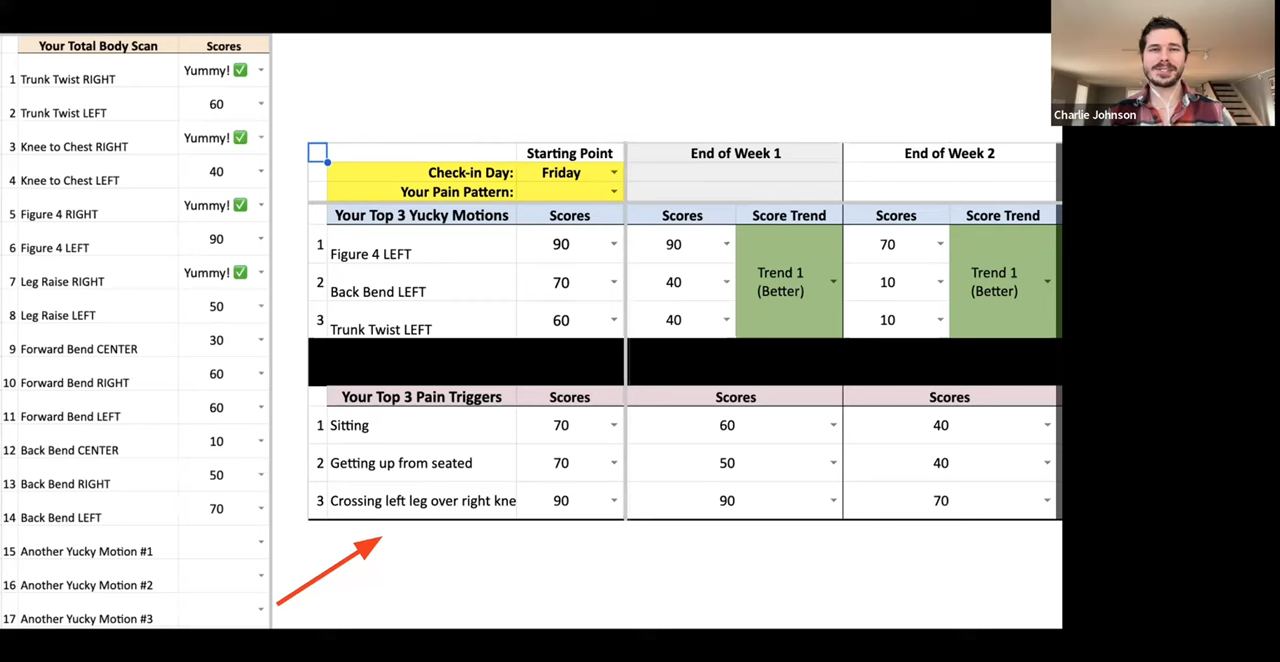 Your Total Body Scan Scores
1 Trunk Twist RIGHT Yummy! ✅
2 Trunk Twist LEFT 60
3 Knee to Chest RIGHT Yummy! ✅
4 Knee to Chest LEFT 40
5 Figure 4 RIGHT Yummy! ✅
6 Figure 4 LEFT 90
7 Leg Raise RIGHT Yummy! ✅
8 Leg Raise LEFT 50
9 Forward Bend CENTER 30
10 Forward Bend RIGHT 60
11 Forward Bend LEFT 60
12 Back Bend CENTER 10
13 Back Bend RIGHT 50
14 Back Bend LEFT 70
15 Another Yucky Motion #1
16 Another Yucky Motion #2
17 Another Yucky Motion #3
Starting Point End of Week 1 End of Week 2
Check-in Day: Friday
Your Pain Pattern:
Your Top 3 Yucky Motions Scores Scores Score Trend Scores Score Trend
1 Figure 4 LEFT 90 90 70
2 Back Bend LEFT 70 40 Trend 1 (Better) 10 Trend 1 (Better)
3 Trunk Twist LEFT 60 40 10
Your Top 3 Pain Triggers Scores Scores Scores
1 Sitting 70 60 40
2 Getting up from seated 70 50 40
3 Crossing left leg over right kne 90 90 70
Charlie Johnson